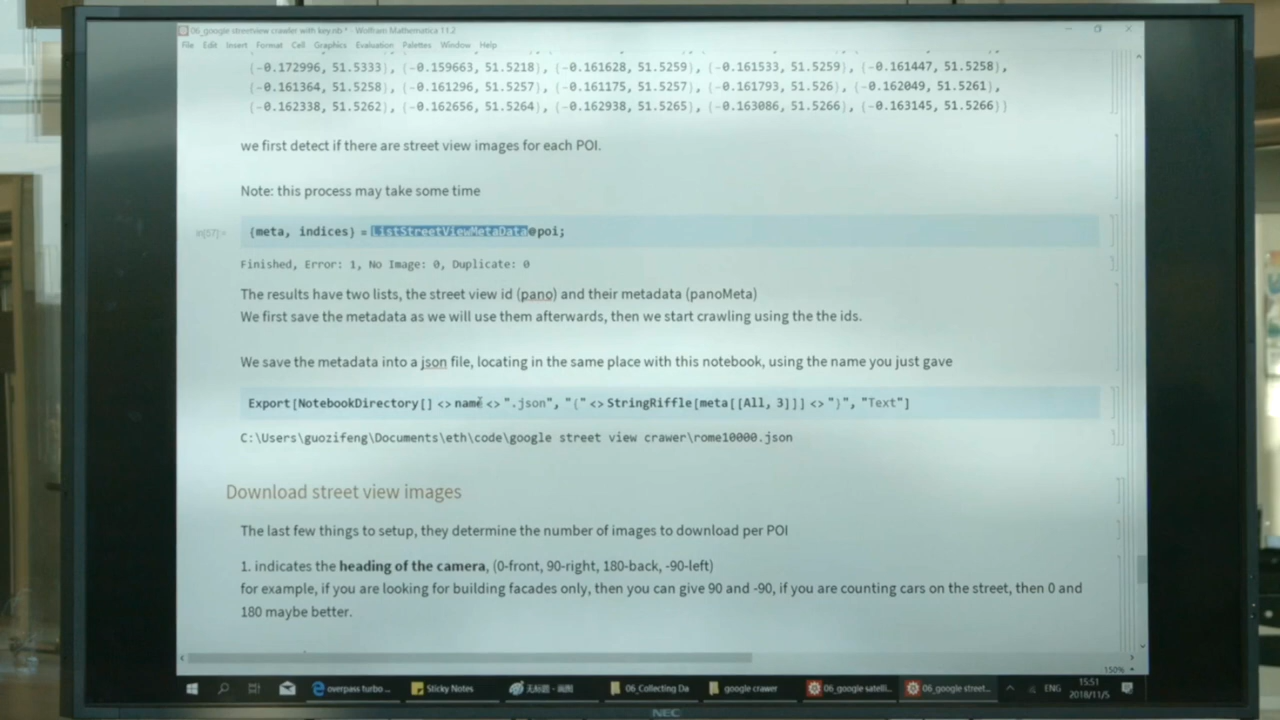 06_google streetview crawler with key.nb * - Wolfram Mathematica 11.2
File Edit Insert Format Cell Graphics Evaluation Palettes Window Help
{-0.172996, 51.5333}, {-0.159663, 51.5218}, {-0.161628, 51.5259}, {-0.161533, 51.5259}, {-0.161447, 51.5258},
{-0.161364, 51.5258}, {-0.161296, 51.5257}, {-0.161175, 51.5257}, {-0.161793, 51.526}, {-0.162049, 51.5261},
{-0.162338, 51.5262}, {-0.162656, 51.5264}, {-0.162938, 51.5265}, {-0.163086, 51.5266}, {-0.163145, 51.5266}}
we first detect if there are street view images for each POI.
Note: this process may take some time
In[57]:= {meta, indices} = ListStreetViewMetaData@poi;
Finished, Error: 1, No Image: 0, Duplicate: 0
The results have two lists, the street view id (pano) and their metadata (panoMeta)
We first save the metadata as we will use them afterwards, then we start crawling using the the ids.
We save the metadata into a json file, locating in the same place with this notebook, using the name you just gave
Export[NotebookDirectory[] <> name <> ".json", "(" <> StringRiffle[meta[[All, 3]]] <> ")", "Text"]
C:\Users\guozifeng\Documents\eth\code\google street view crawer\rome10000.json
Download street view images
The last few things to setup, they determine the number of images to download per POI
1. indicates the heading of the camera, (0-front, 90-right, 180-back, -90-left)
for example, if you are looking for building facades only, then you can give 90 and -90, if you are counting cars on the street, then 0 and
180 maybe better.
150%
overpass turbo ... Sticky Notes 无标题 - 画图 06_Collecting Da google crawer 06_google satelli... 06_google street... ENG 15:51
2018/11/5
NEC